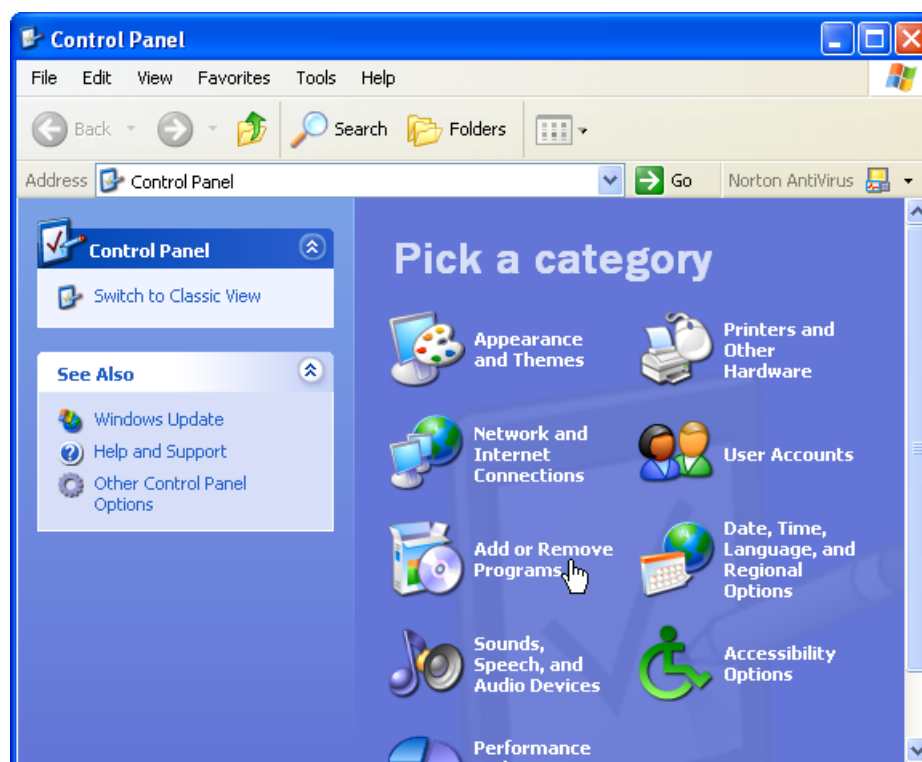 Control Panel
File Edit View Favorites Tools Help
Back Search Folders
Address Control Panel Go Norton AntiVirus
Control Panel
Switch to Classic View
See Also
Windows Update
Help and Support
Other Control Panel
Options
Pick a category
Appearance
and Themes
Printers and
Other
Hardware
Network and
Internet
Connections
User Accounts
Add or Remove
Programs
Date, Time,
Language, and
Regional
Options
Sounds,
Speech, and
Audio Devices
Accessibility
Options
Performance